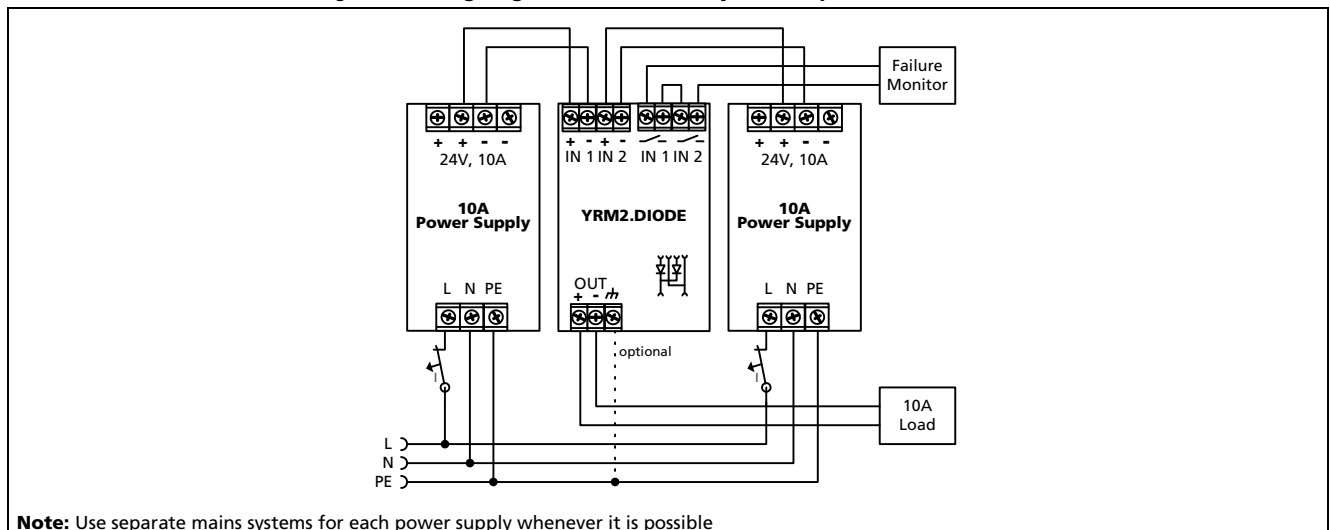 Failure
Monitor
+ + - -
24V, 10A
10A
Power Supply
L N PE
+ - + -
IN 1 IN 2 IN 1 IN 2
YRM2.DIODE
OUT
+ -
optional
+ + - -
24V, 10A
10A
Power Supply
L N PE
I
I
10A
Load
L
N
PE
Note: Use separate mains systems for each power supply whenever it is possible